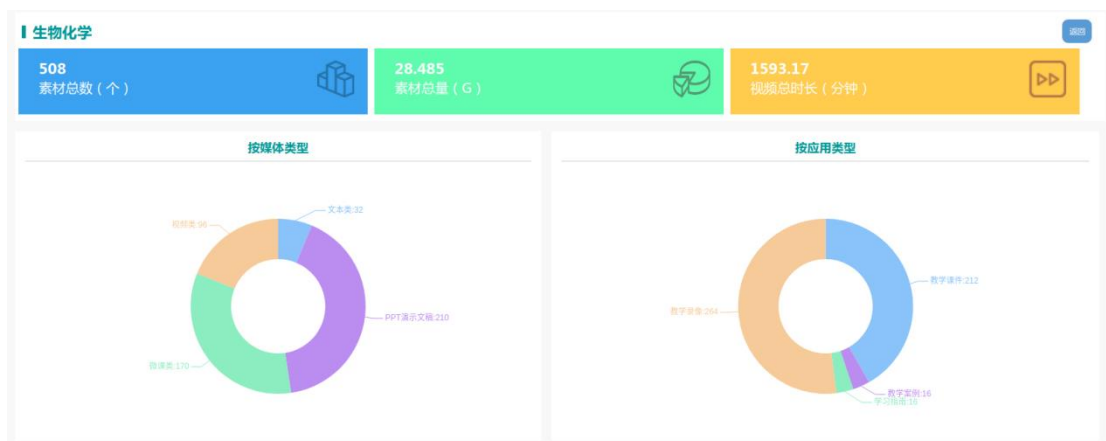 生物化学
返回
508
素材总数（个）
28.485
素材总量（G）
1593.17
视频总时长（分钟）
按媒体类型
按应用类型
文本类:32
视频类:96
PPT演示文稿:210
微课类:170
教学课件:212
教学录像:264
教学案例:16
学习指南:16